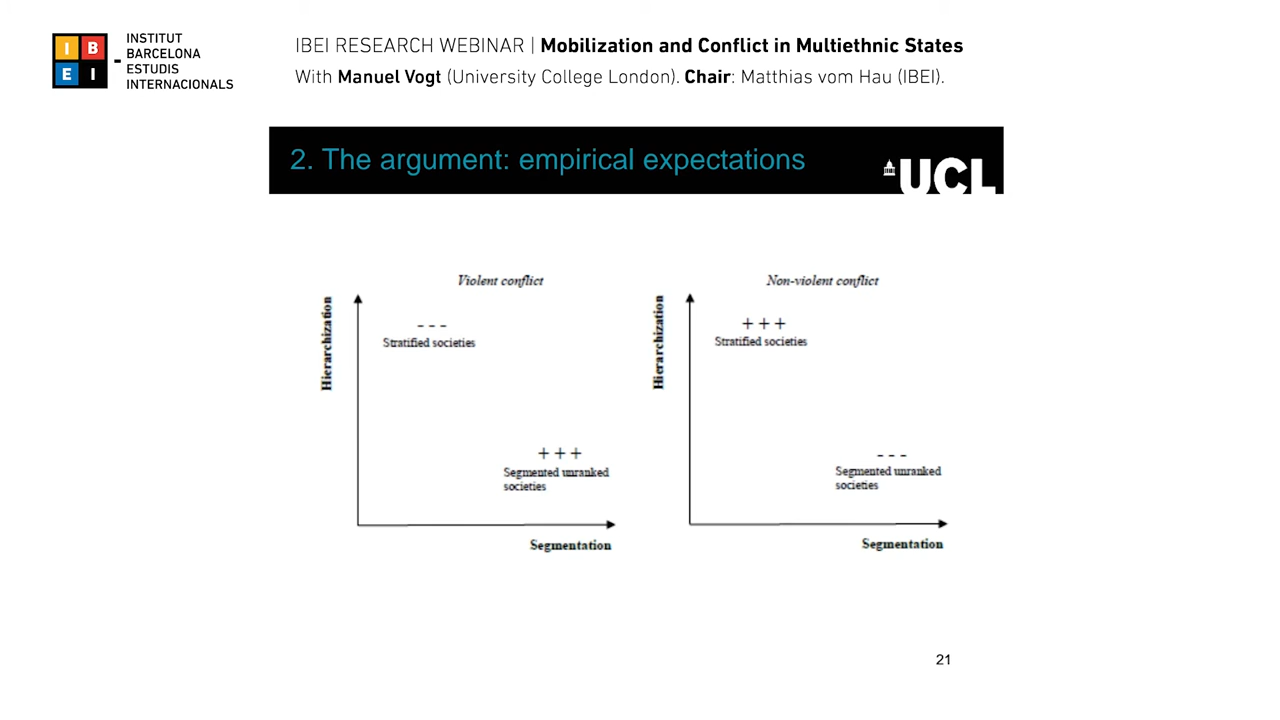 I B
E I
-
INSTITUT
BARCELONA
ESTUDIS
INTERNACIONALS
IBEI RESEARCH WEBINAR | Mobilization and Conflict in Multiethnic States
With Manuel Vogt (University College London). Chair: Matthias vom Hau (IBEI).
2. The argument: empirical expectations
UCL
Violent conflict
Hierarchization
- - -
Stratified societies
+ + +
Segmented unranked
societies
Segmentation
Non-violent conflict
Hierarchization
+ + +
Stratified societies
- - -
Segmented unranked
societies
Segmentation
21